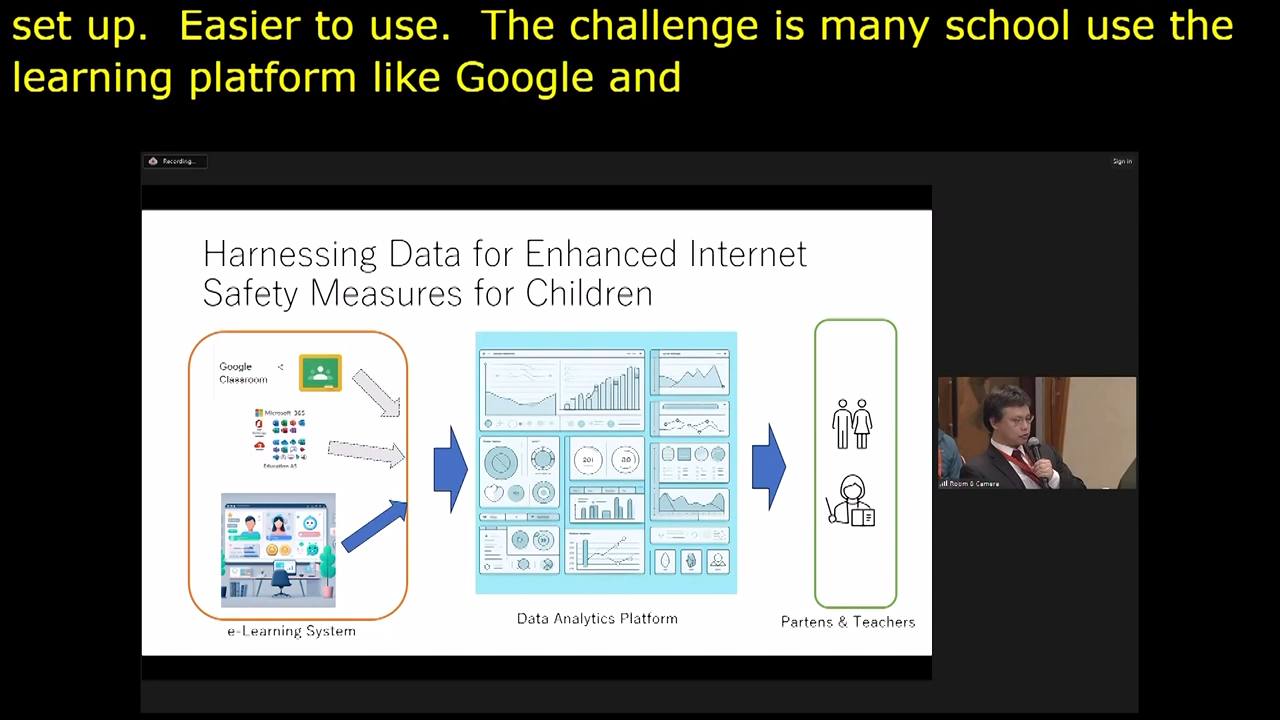 set up.  Easier to use.  The challenge is many school use the
learning platform like Google and
Recording...
Sign in
Harnessing Data for Enhanced Internet
Safety Measures for Children
Google
Classroom
Microsoft 365
Education A5
e-Learning System
Data Analytics Platform
Partens & Teachers
Room & Camera